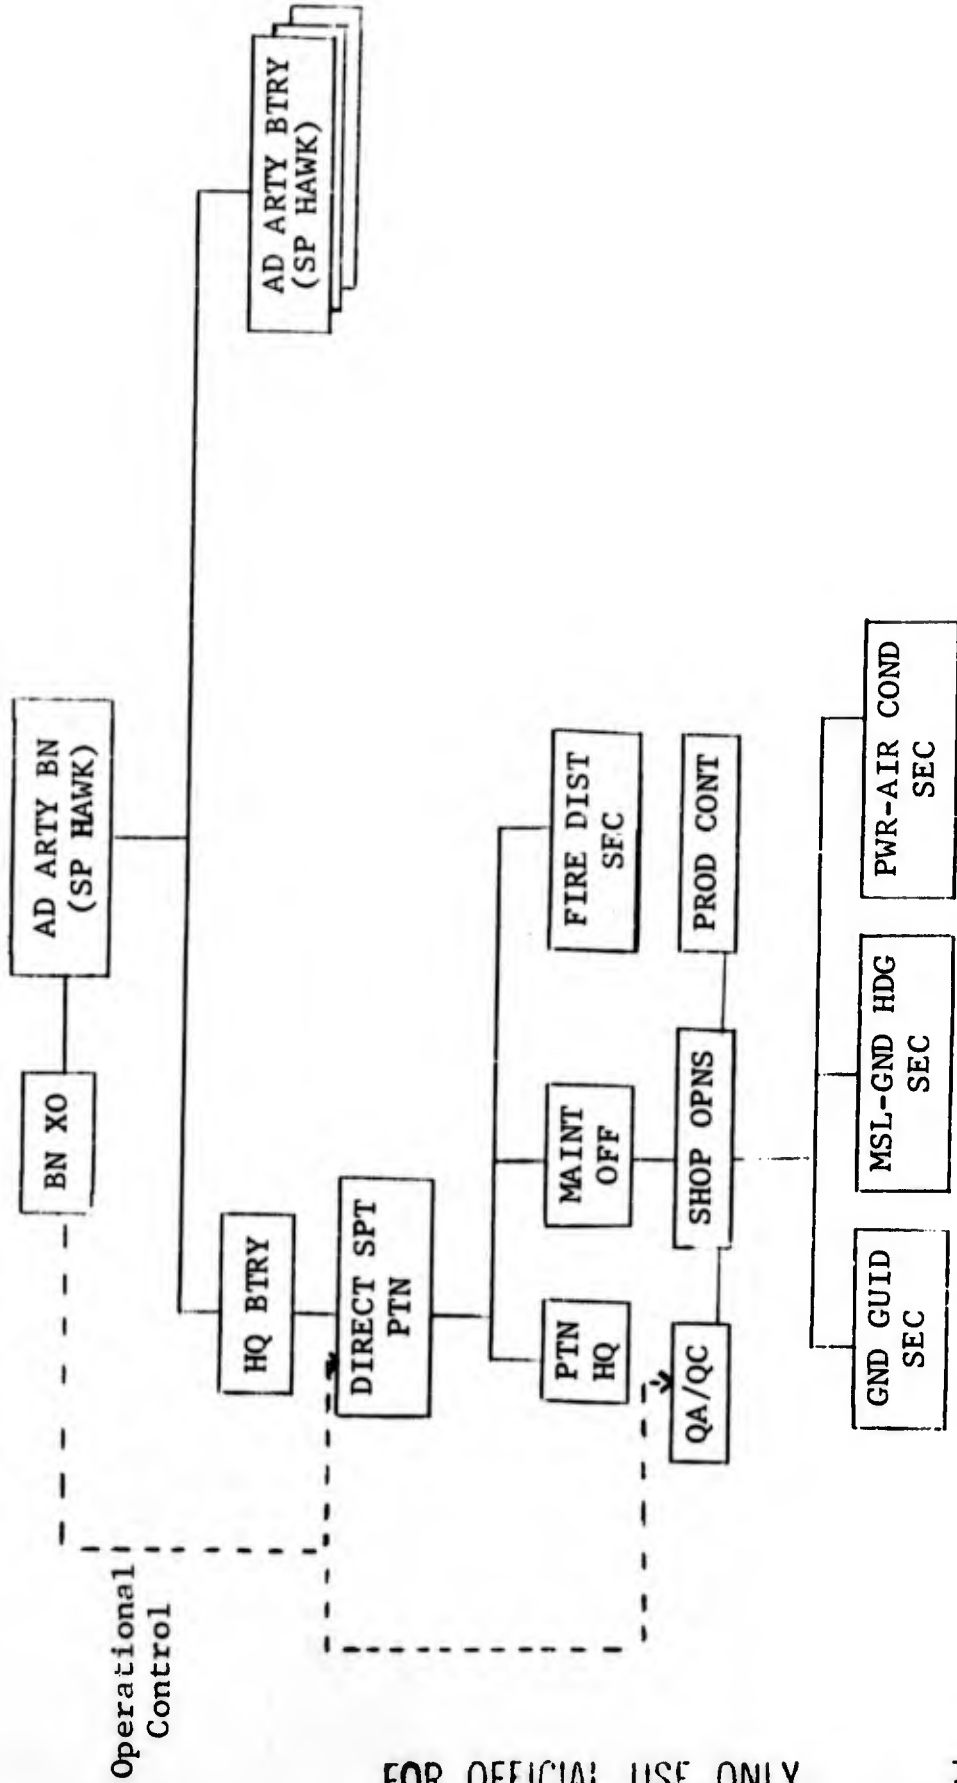 Operational
Control
BN XO
AD ARTY BN
(SP HAWK)
HQ BTRY
AD ARTY BTRY
(SP HAWK)
DIRECT SPT
PTN
PTN
HQ
MAINT
OFF
FIRE DIST
SEC
QA/QC
SHOP OPNS
PROD CONT
GND GUID
SEC
MSL-GND HDG
SEC
PWR-AIR COND
SEC
FOR OFFICIAL USE ONLY